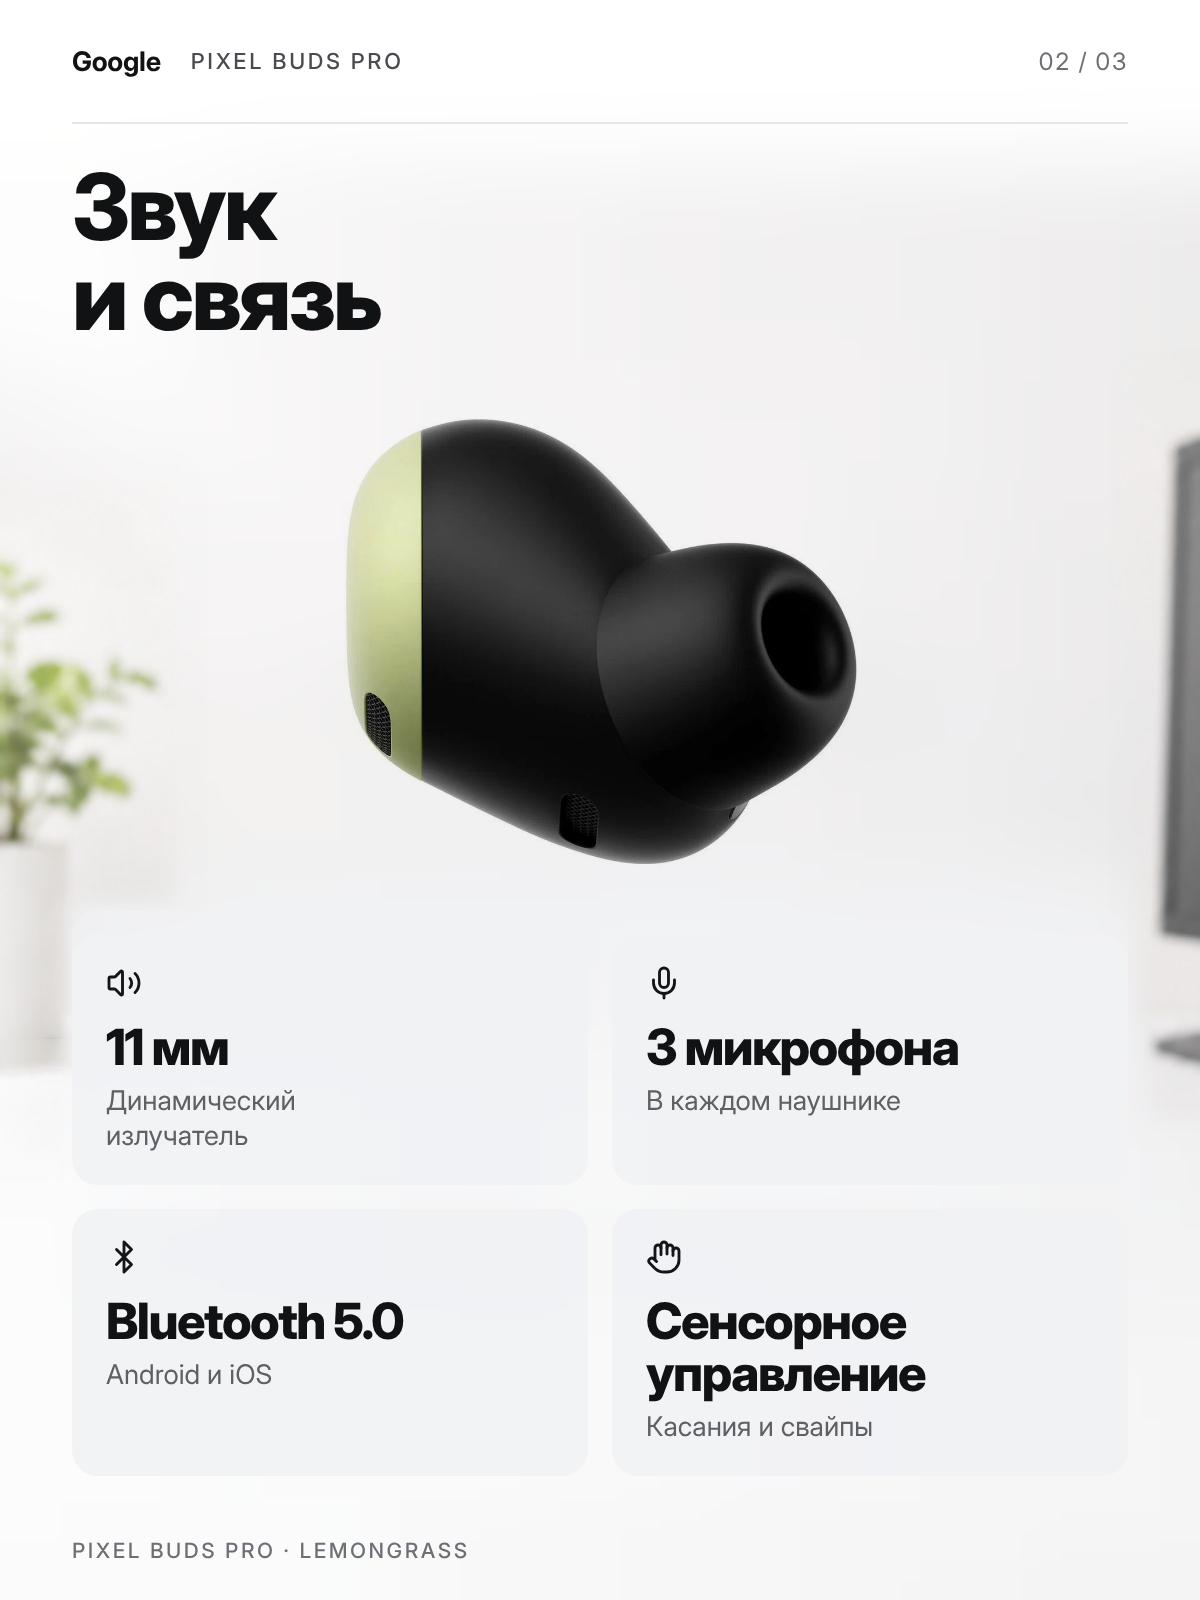 Google PIXEL BUDS PRO 02 / 03
Звук
и связь
11 мм
Динамический
излучатель
3 микрофона
В каждом наушнике
Bluetooth 5.0
Android и iOS
Сенсорное
управление
Касания и свайпы
PIXEL BUDS PRO · LEMONGRASS